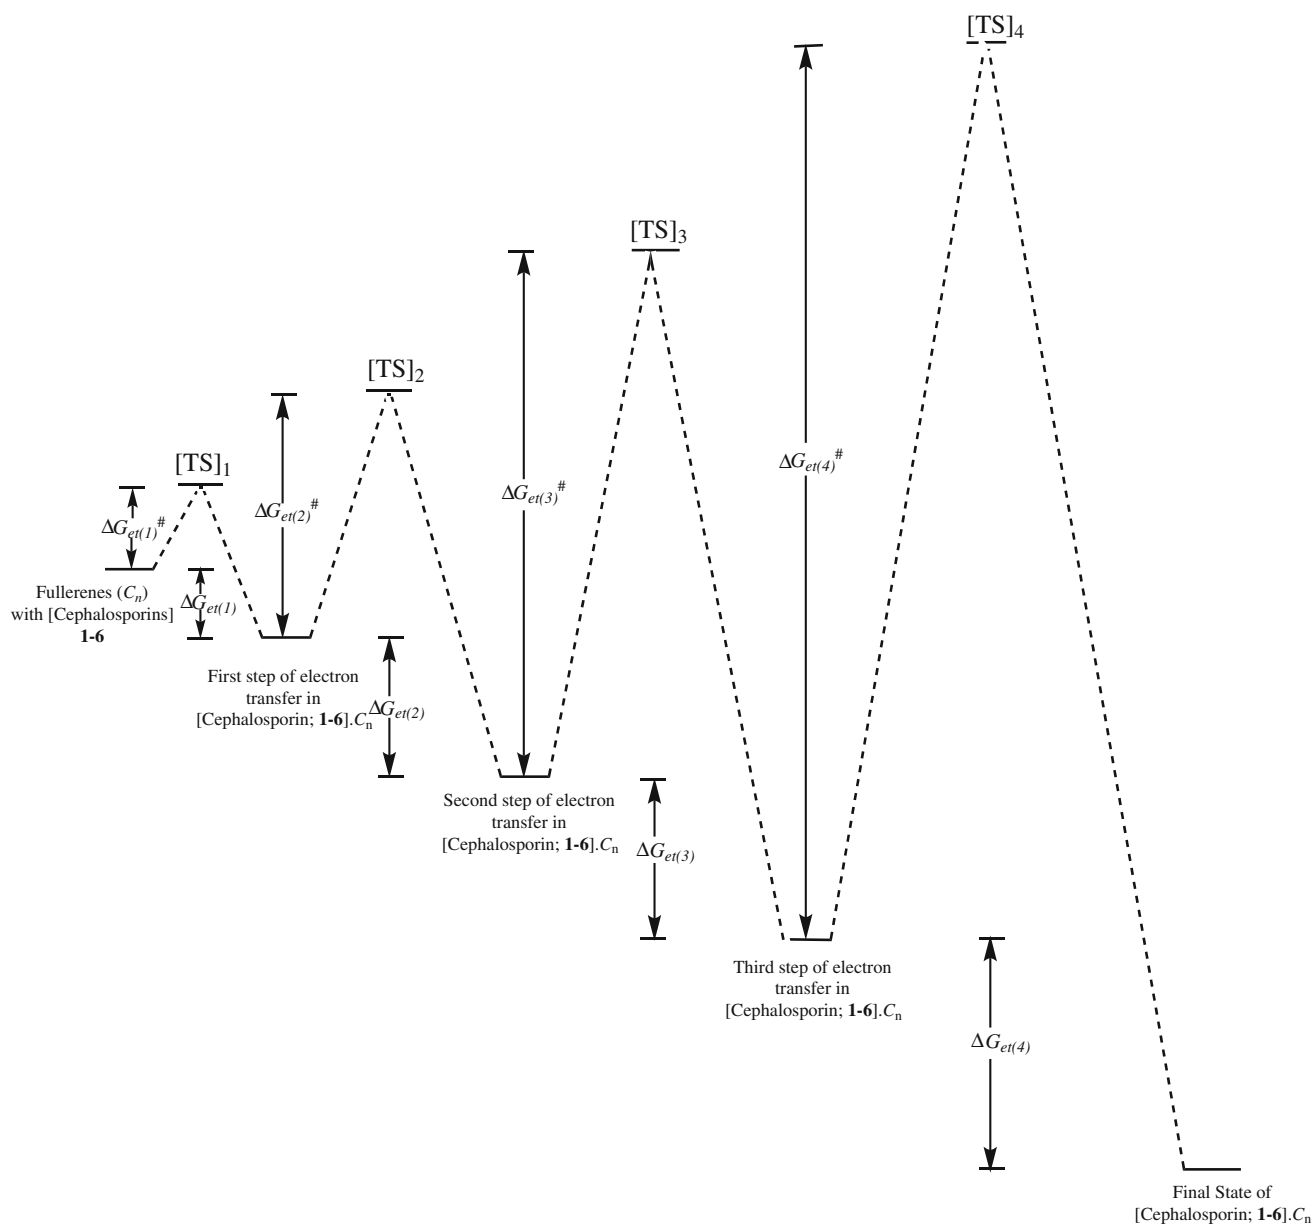 [TS]4
[TS]3
[TS]2
[TS]1
ΔGet(4)#
ΔGet(3)#
ΔGet(2)#
ΔGet(1)#
Fullerenes (Cn)
with [Cephalosporins]
1-6
ΔGet(1)
First step of electron
transfer in
[Cephalosporin; 1-6].Cn
ΔGet(2)
Second step of electron
transfer in
[Cephalosporin; 1-6].Cn
ΔGet(3)
Third step of electron
transfer in
[Cephalosporin; 1-6].Cn
ΔGet(4)
Final State of
[Cephalosporin; 1-6].Cn